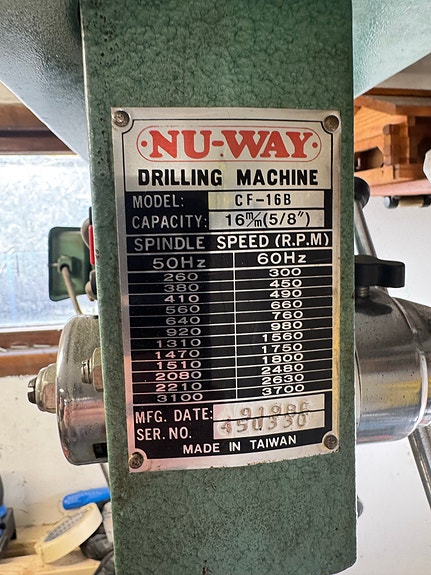 ·NU-WAY·
DRILLING MACHINE
MODEL: CF-16B
CAPACITY: 16m/m(5/8")
SPINDLE SPEED (R.P.M)
50Hz 60Hz
260 300
380 450
410 490
560 660
640 760
920 980
1310 1560
1470 1750
1510 1800
2080 2480
2210 2630
3100 3700
MFG. DATE:
SER. NO. 450330
MADE IN TAIWAN